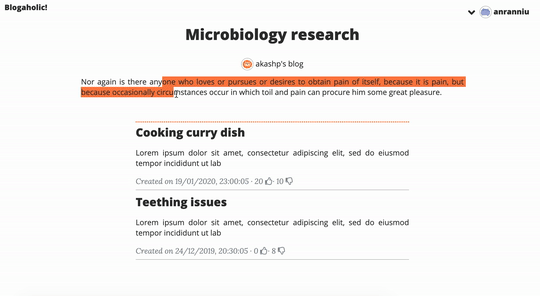 Blogaholic!
anranniu
Microbiology research
akashp's blog
Nor again is there anyone who loves or pursues or desires to obtain pain of itself, because it is pain, but
because occasionally circumstances occur in which toil and pain can procure him some great pleasure.
Cooking curry dish
Lorem ipsum dolor sit amet, consectetur adipiscing elit, sed do eiusmod
tempor incididunt ut lab
Created on 19/01/2020, 23:00:05 · 20 · 10
Teething issues
Lorem ipsum dolor sit amet, consectetur adipiscing elit, sed do eiusmod
tempor incididunt ut lab
Created on 24/12/2019, 20:30:05 · 0 · 8